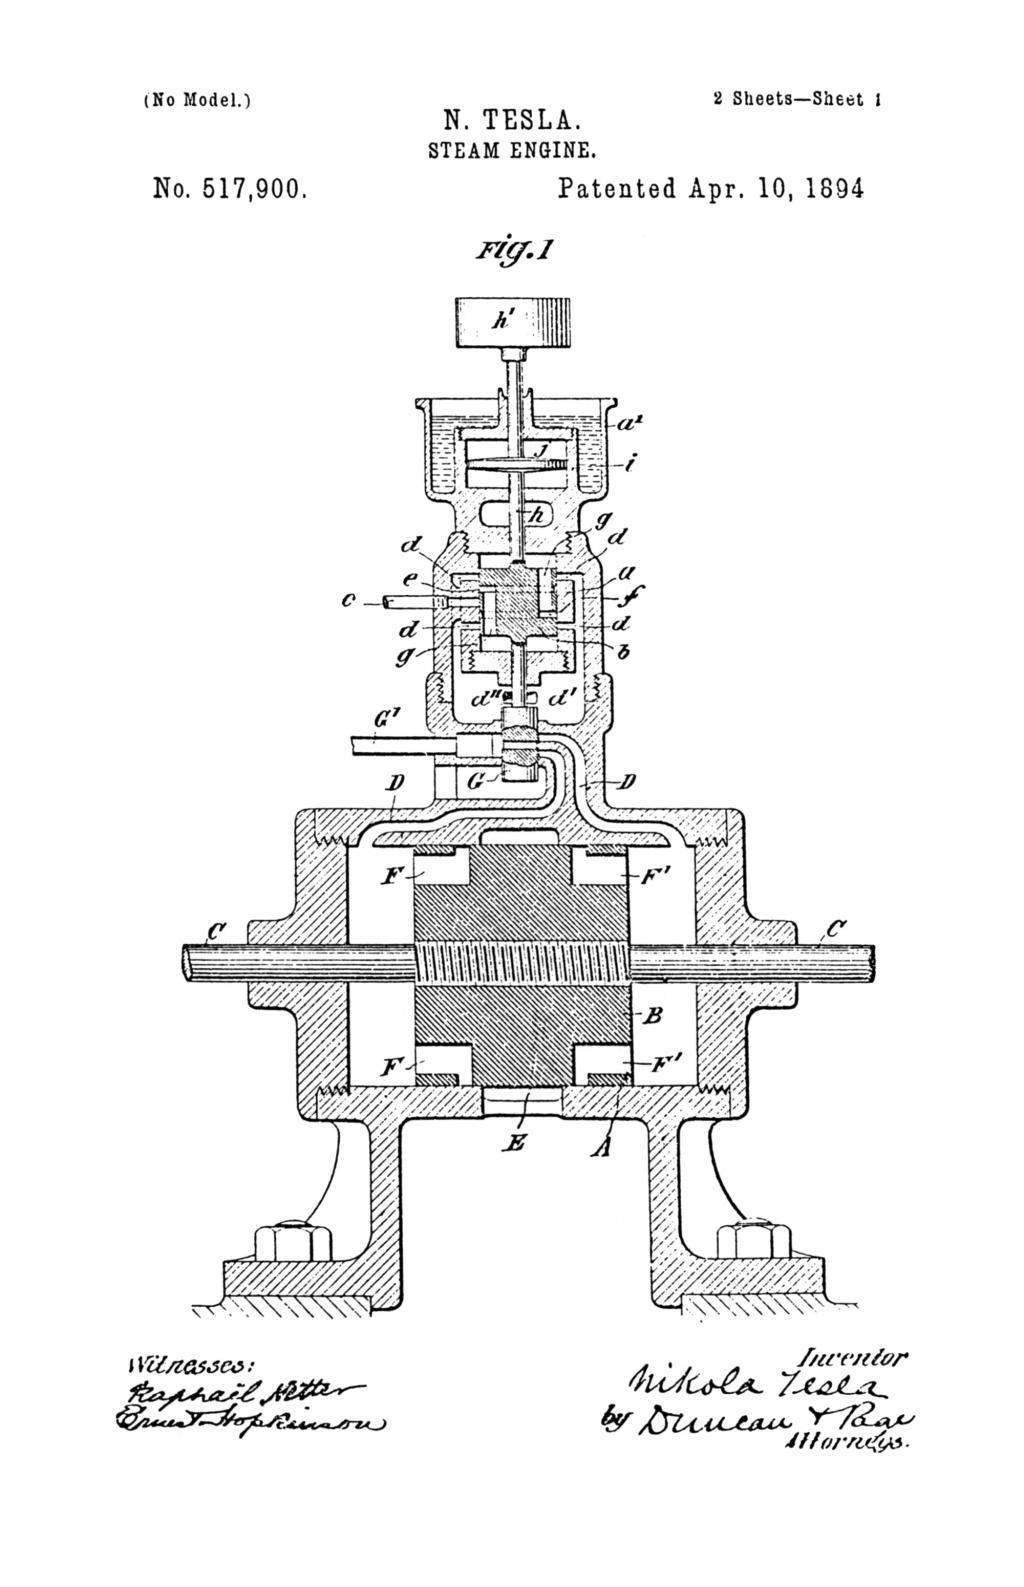 (No Model.)
2 Sheets—Sheet 1
N. TESLA.
STEAM ENGINE.
No. 517,900.
Patented Apr. 10, 1894
Fig. 1
h'
a¹
j
i
h
g
d
d
e
a
c
f
d
d
g
b
d"
d'
G'
G
D
D
F
F'
C
C
B
F
F'
E
A
Witnesses:
Raphaël Netter
Ernest Hopkinson
Inventor
Nikola Tesla
by Duncan & Page
Attorneys.